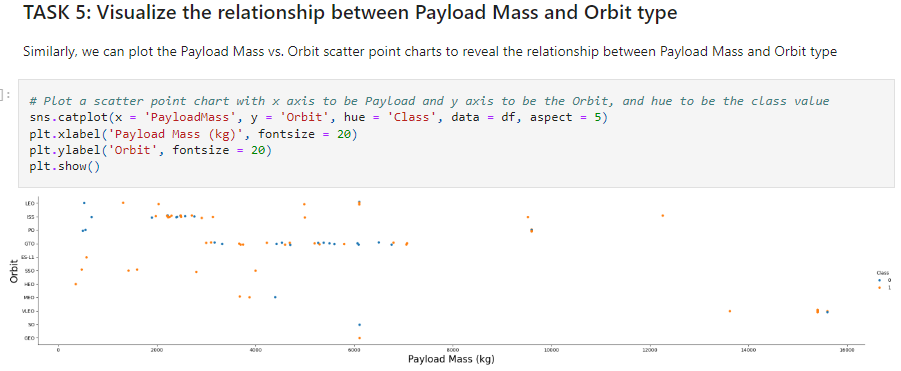 TASK 5: Visualize the relationship between Payload Mass and Orbit type
Similarly, we can plot the Payload Mass vs. Orbit scatter point charts to reveal the relationship between Payload Mass and Orbit type
]:
# Plot a scatter point chart with x axis to be Payload and y axis to be the Orbit, and hue to be the class value
sns.catplot(x = 'PayloadMass', y = 'Orbit', hue = 'Class', data = df, aspect = 5)
plt.xlabel('Payload Mass (kg)', fontsize = 20)
plt.ylabel('Orbit', fontsize = 20)
plt.show()
LEO
ISS
PO
GTO
ES-L1
SSO
HEO
MEO
VLEO
SO
GEO
Orbit
Class
0
1
0 2000 4000 6000 8000 10000 12000 14000 16000
Payload Mass (kg)